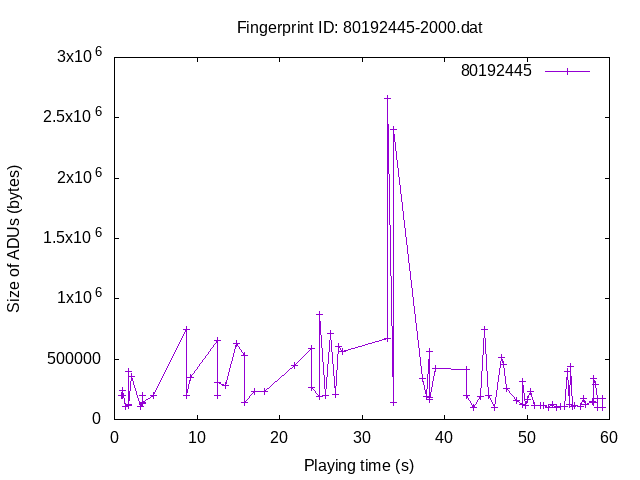 Fingerprint ID: 80192445-2000.dat
3x10^6
80192445
2.5x10^6
2x10^6
1.5x10^6
1x10^6
500000
0
Size of ADUs (bytes)
0 10 20 30 40 50 60
Playing time (s)